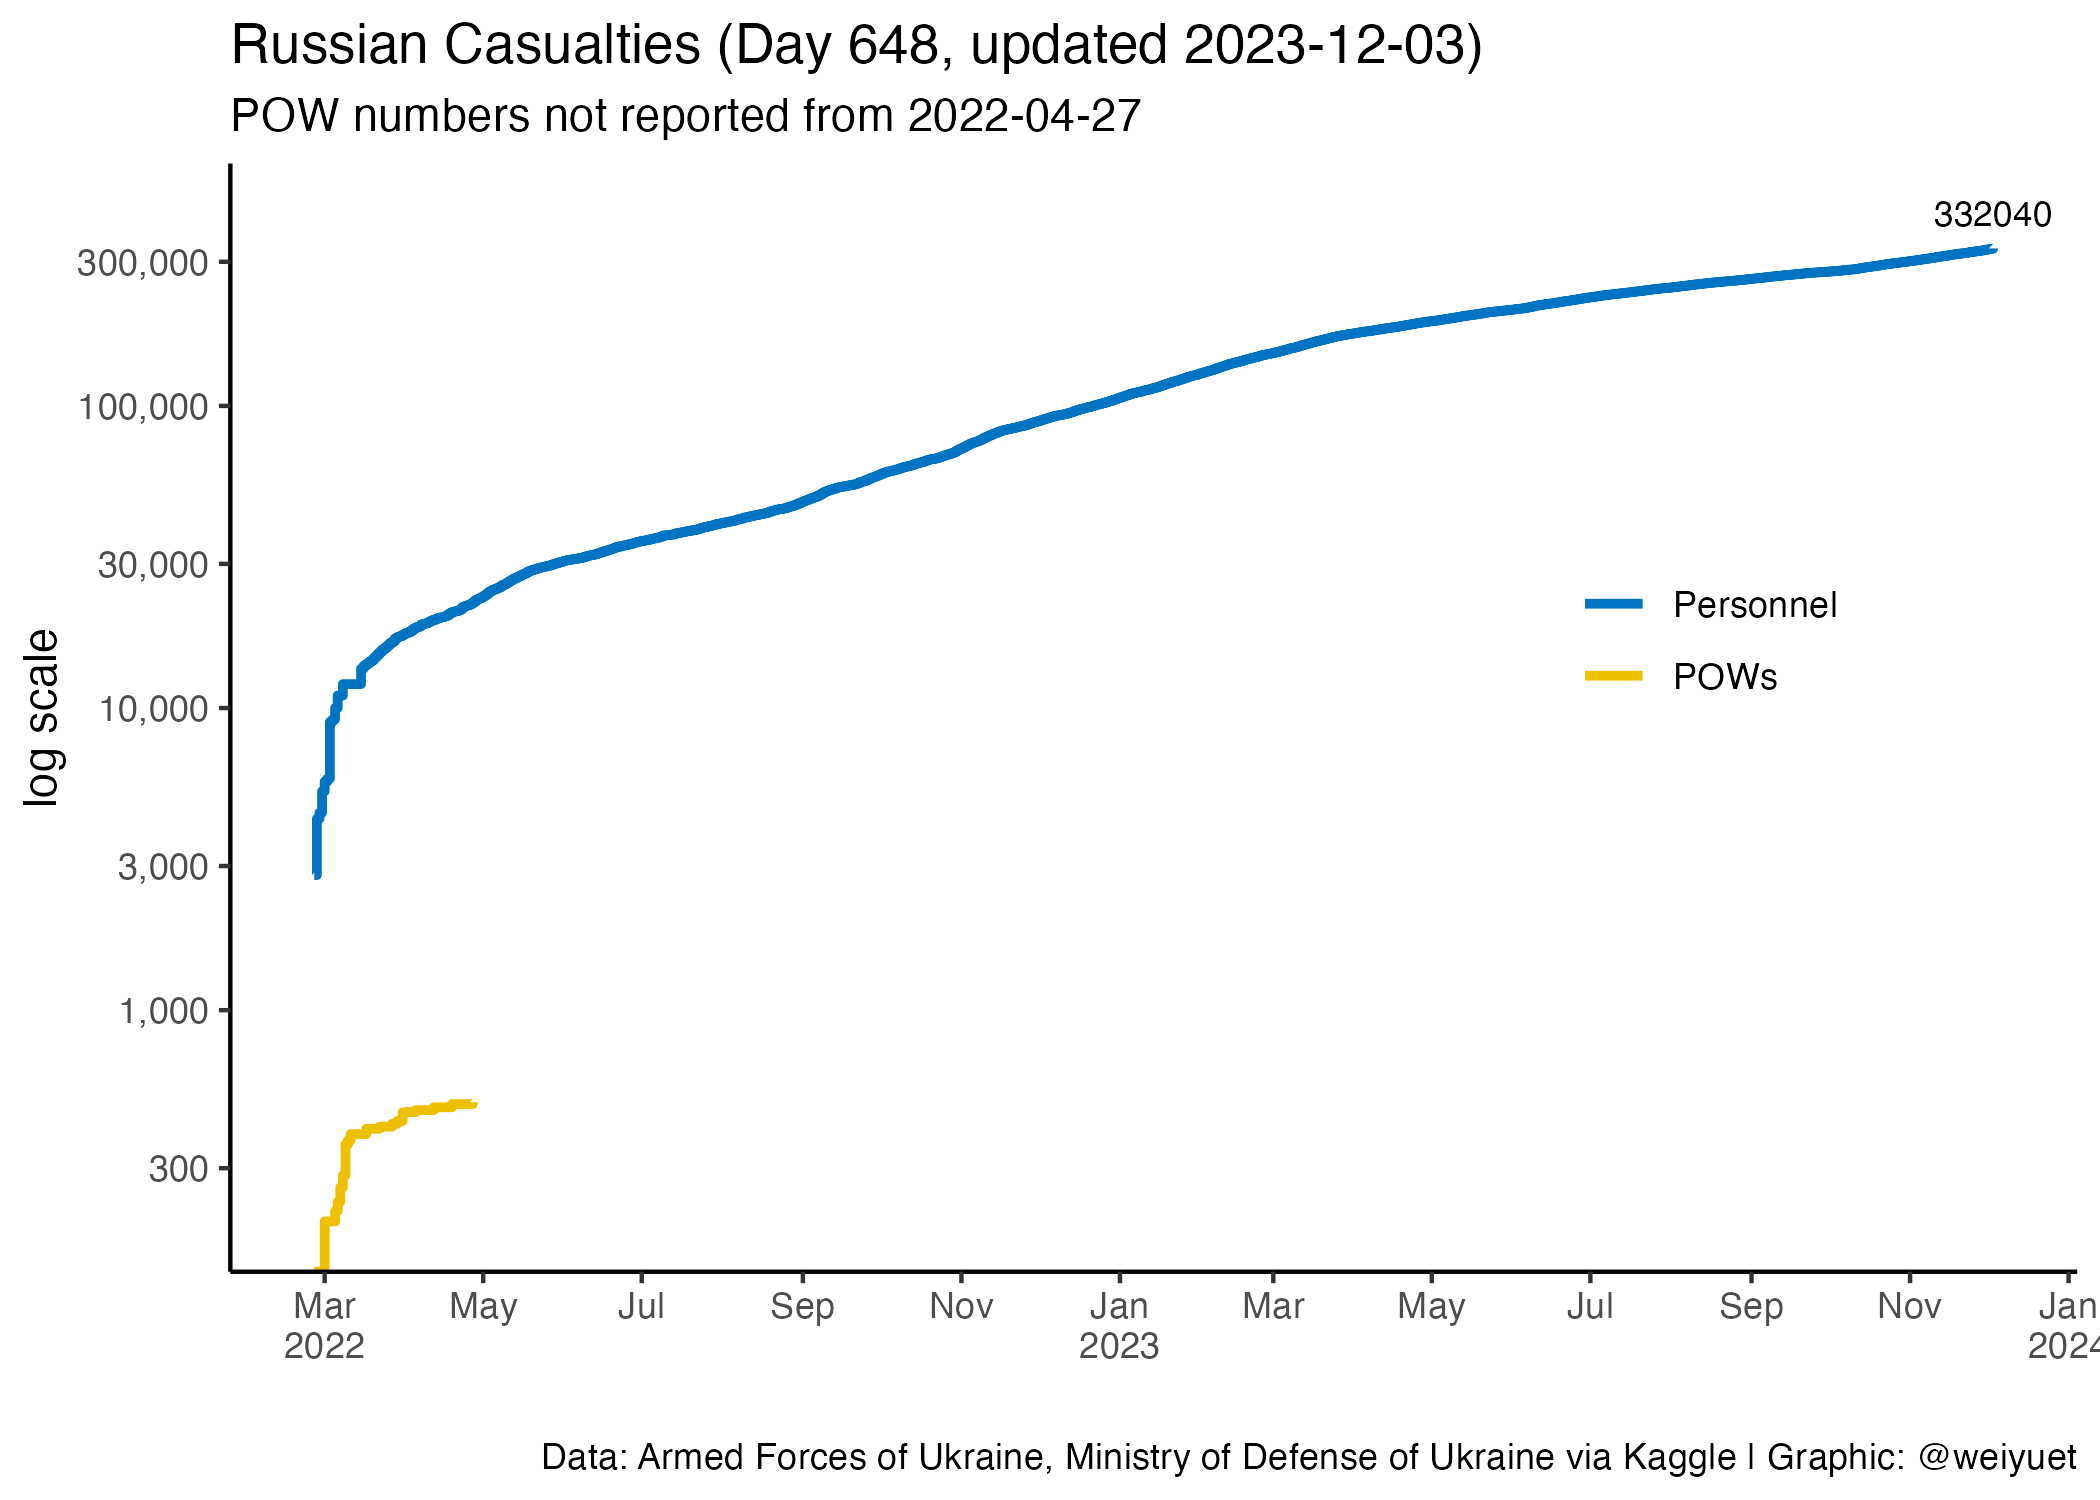 Russian Casualties (Day 648, updated 2023-12-03)
POW numbers not reported from 2022-04-27
332040
300,000
100,000
30,000
10,000
3,000
1,000
300
log scale
Personnel
POWs
Mar May Jul Sep Nov Jan Mar May Jul Sep Nov Jan
2022 2023 2024
Data: Armed Forces of Ukraine, Ministry of Defense of Ukraine via Kaggle | Graphic: @weiyuet